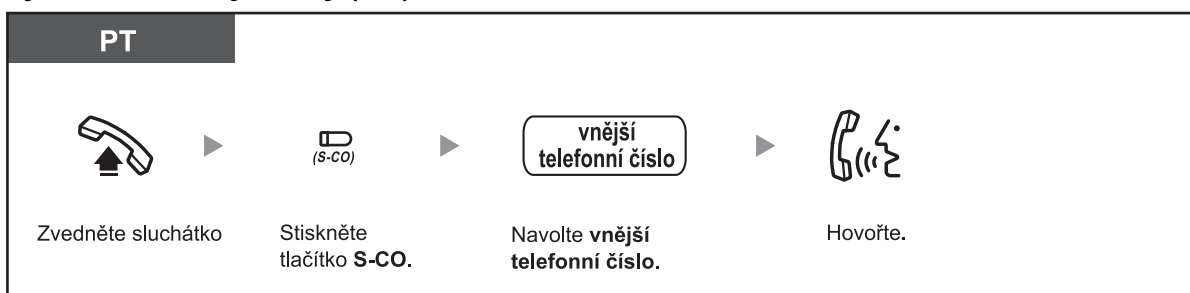 PT
(S-CO)
vnější
telefonní číslo
Zvedněte sluchátko
Stiskněte
tlačítko S-CO.
Navolte vnější
telefonní číslo.
Hovořte.